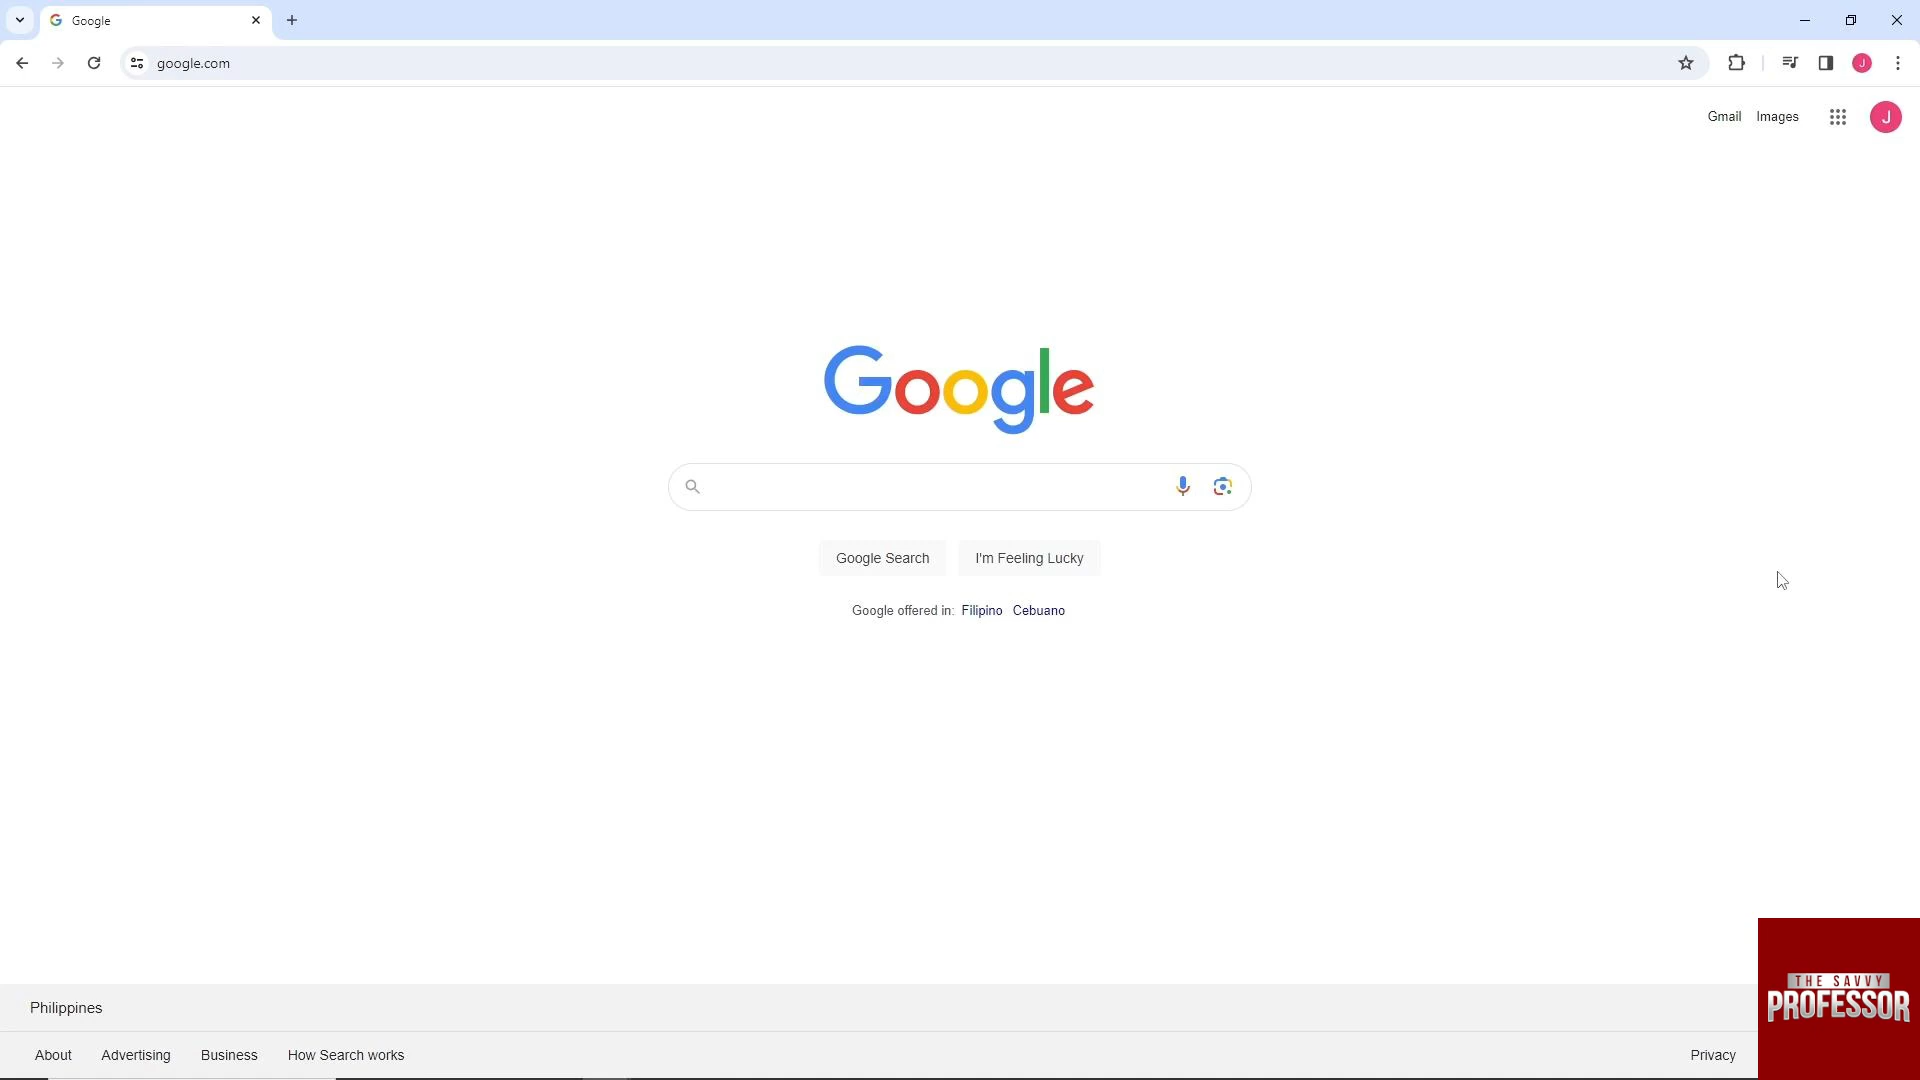 Google
google.com
J
Gmail Images
J
Google
Google Search I'm Feeling Lucky
Google offered in: Filipino Cebuano
Philippines
About Advertising Business How Search works
Privacy
THE SAVVY
PROFESSOR